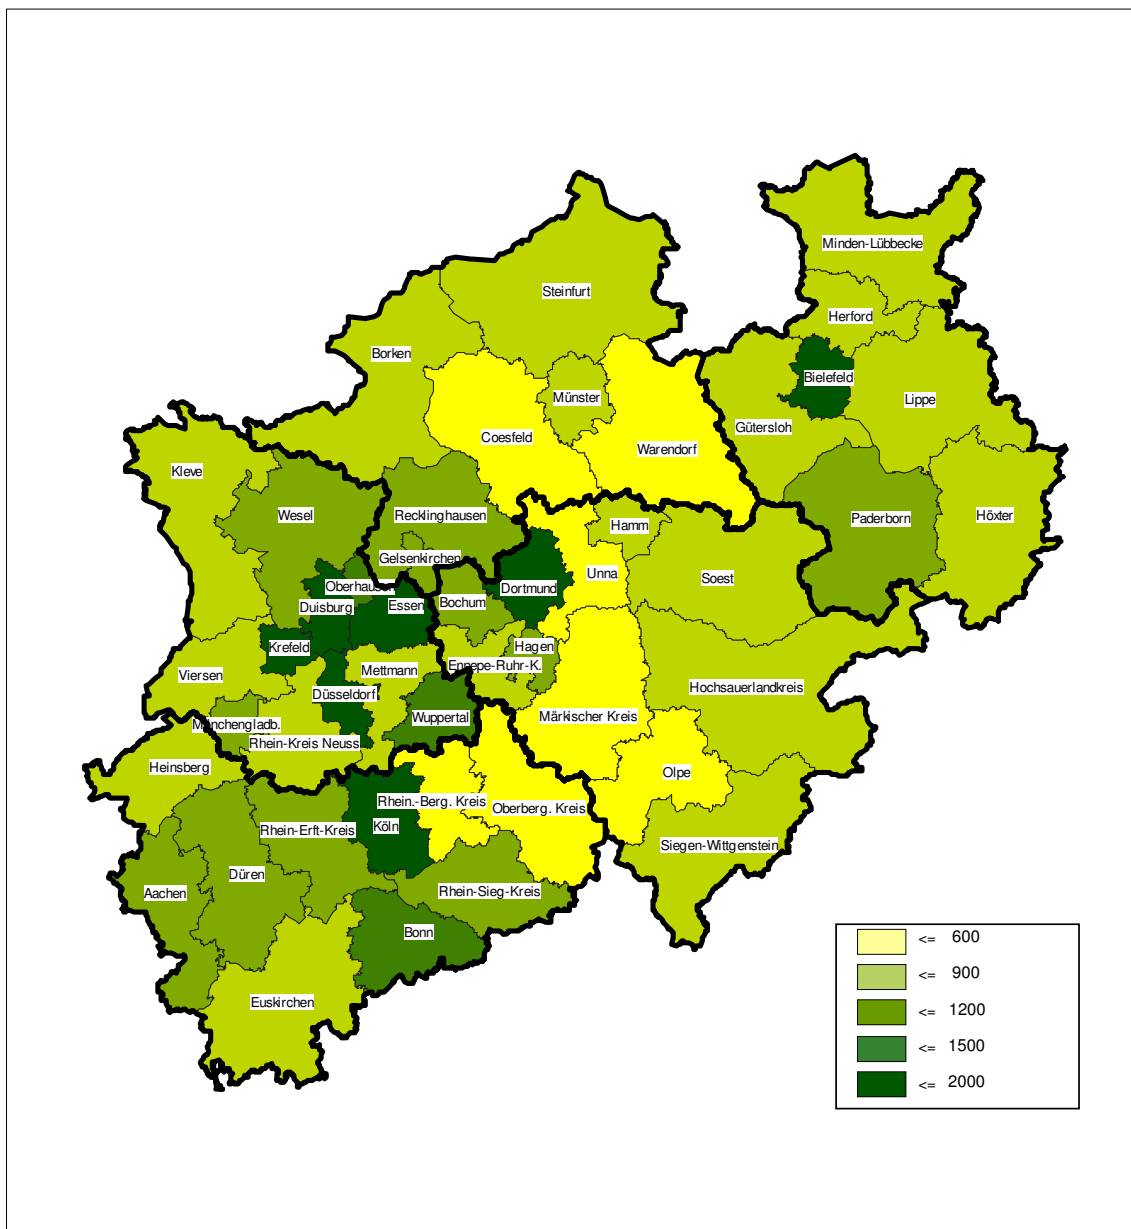 Minden-Lübbecke
Steinfurt
Herford
Borken
Bielefeld
Münster
Lippe
Gütersloh
Coesfeld
Warendorf
Kleve
Wesel
Recklinghausen
Hamm
Paderborn
Höxter
Gelsenkirchen
Unna
Soest
Oberhausen
Dortmund
Duisburg
Essen
Bochum
Krefeld
Hagen
Ennepe-Ruhr-K.
Viersen
Mettmann
Hochsauerlandkreis
Düsseldorf
Wuppertal
Märkischer Kreis
Mönchengladb.
Rhein-Kreis Neuss
Heinsberg
Olpe
Rhein.-Berg. Kreis
Oberberg. Kreis
Rhein-Erft-Kreis
Köln
Siegen-Wittgenstein
Düren
Aachen
Rhein-Sieg-Kreis
Bonn
Euskirchen
<= 600
<= 900
<= 1200
<= 1500
<= 2000